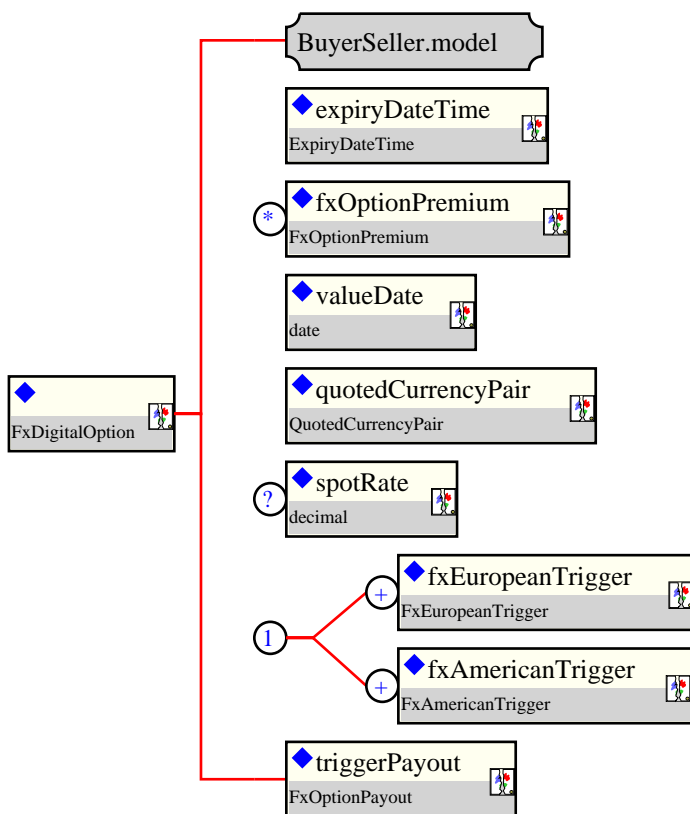 BuyerSeller.model
expiryDateTime
ExpiryDateTime
*
fxOptionPremium
FxOptionPremium
valueDate
date
FxDigitalOption
quotedCurrencyPair
QuotedCurrencyPair
?
spotRate
decimal
+
fxEuropeanTrigger
FxEuropeanTrigger
1
+
fxAmericanTrigger
FxAmericanTrigger
triggerPayout
FxOptionPayout